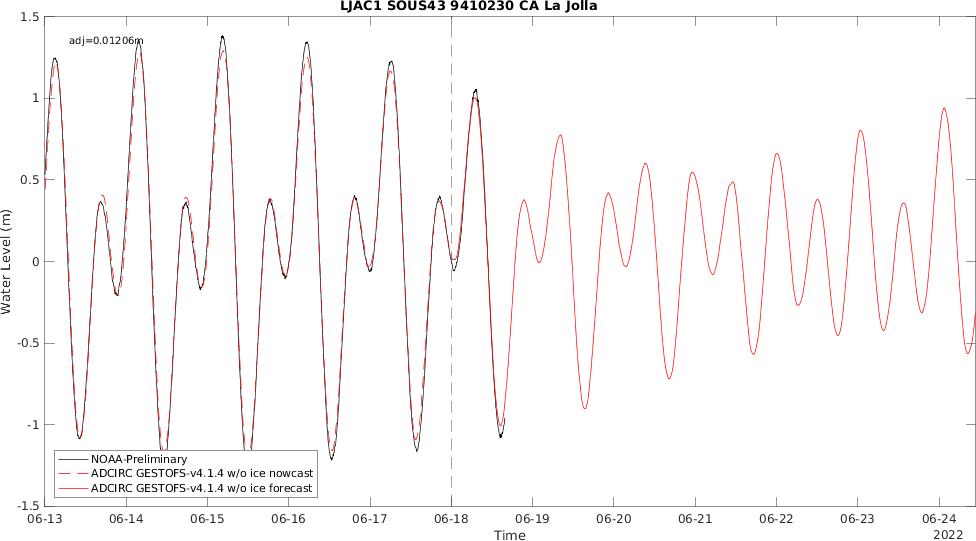 LJAC1 SOUS43 9410230 CA La Jolla
adj=0.01206m
1.5
1
0.5
0
-0.5
-1
-1.5
Water Level (m)
NOAA-Preliminary
ADCIRC GESTOFS-v4.1.4 w/o ice nowcast
ADCIRC GESTOFS-v4.1.4 w/o ice forecast
06-13 06-14 06-15 06-16 06-17 06-18 06-19 06-20 06-21 06-22 06-23 06-24
Time
2022